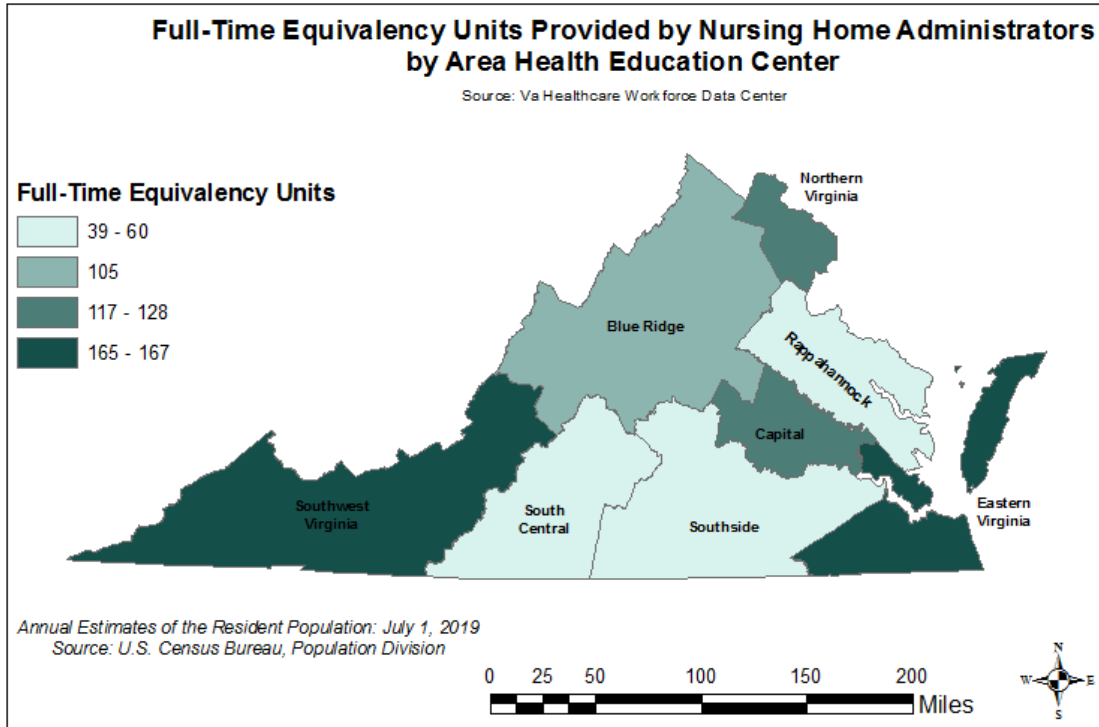 Full-Time Equivalency Units Provided by Nursing Home Administrators
by Area Health Education Center
Source: Va Healthcare Workforce Data Center
Full-Time Equivalency Units
39 - 60
105
117 - 128
165 - 167
Northern
Virginia
Blue Ridge
Rappahannock
Capital
Southwest
Virginia
South
Central
Southside
Eastern
Virginia
Annual Estimates of the Resident Population: July 1, 2019
Source: U.S. Census Bureau, Population Division
0 25 50 100 150 200
Miles
N
W E
S